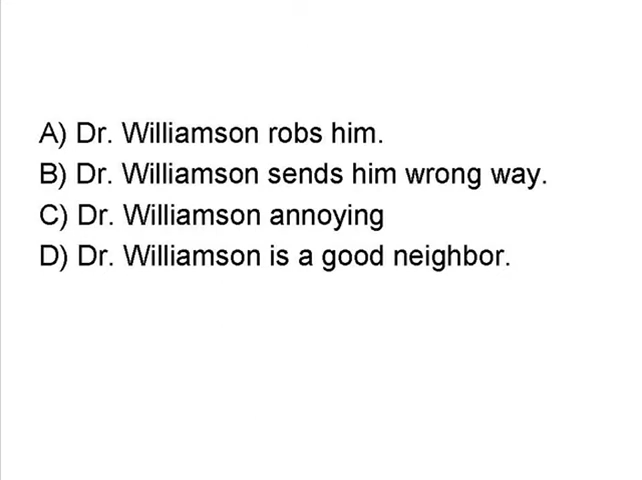 A) Dr. Williamson robs him.
B) Dr. Williamson sends him wrong way.
C) Dr. Williamson annoying
D) Dr. Williamson is a good neighbor.